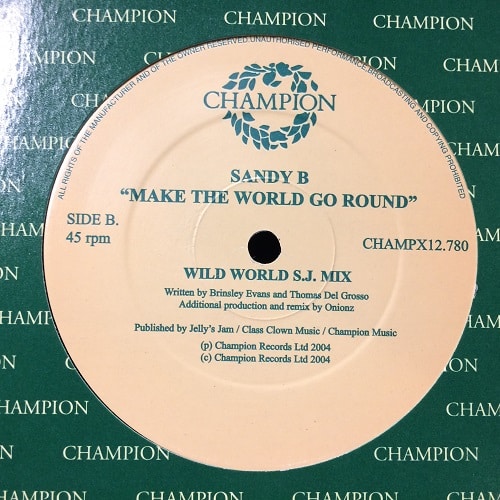 CHAMPION
ALL RIGHTS OF THE MANUFACTURER AND OF THE OWNER RESERVED. UNAUTHORISED PERFORMANCE, BROADCASTING AND COPYING PROHIBITED
CHAMPION
SANDY B
“MAKE THE WORLD GO ROUND”
SIDE B.
45 rpm
CHAMPX12.780
WILD WORLD S.J. MIX
Written by Brinsley Evans and Thomas Del Grosso
Additional production and remix by Onionz
Published by Jelly's Jam / Class Clown Music / Champion Music
(p) Champion Records Ltd 2004
(c) Champion Records Ltd 2004
CHAMPION
CHAMPION
CHAMPION
CHAMPION